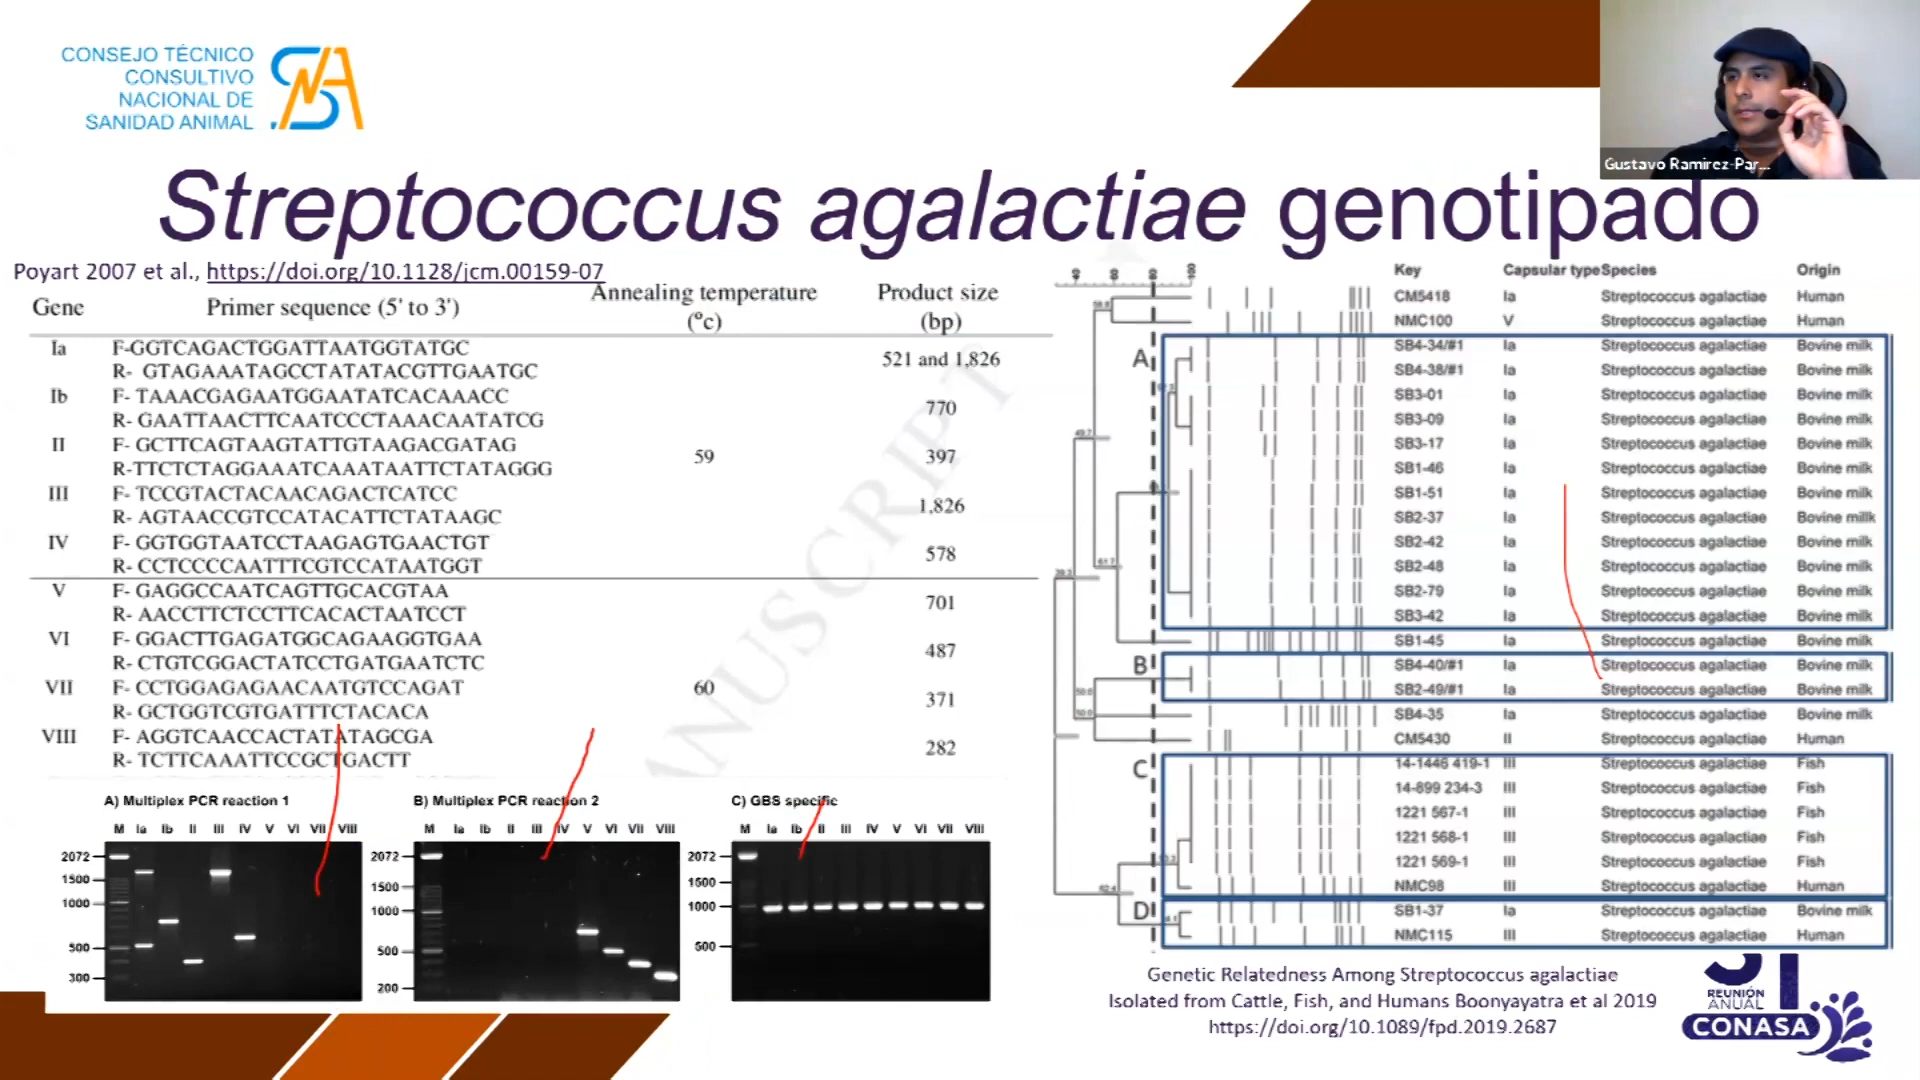 CONSEJO TÉCNICO
CONSULTIVO
NACIONAL DE
SANIDAD ANIMAL
Gustavo Ramirez-Par...
Streptococcus agalactiae genotipado
Poyart 2007 et al., https://doi.org/10.1128/jcm.00159-07
Gene Primer sequence (5' to 3') Annealing temperature (°c) Product size (bp)
Ia F-GGTCAGACTGGATTAATGGTATGC 521 and 1,826
R- GTAGAAATAGCCTATATACGTTGAATGC
Ib F- TAAACGAGAATGGAATATCACAAACC 770
R- GAATTAACTTCAATCCCTAAACAATATCG
II F- GCTTCAGTAAGTATTGTAAGACGATAG 59 397
R-TTCTCTAGGAAATCAAATAATTCTATAGGG
III F- TCCGTACTACAACAGACTCATCC 1,826
R- AGTAACCGTCCATACATTCTATAAGC
IV F- GGTGGTAATCCTAAGAGTGAACTGT 578
R- CCTCCCCAATTTCGTCCATAATGGT
V F- GAGGCCAATCAGTTGCACGTAA 701
R- AACCTTCTCCTTCACACTAATCCT
VI F- GGACTTGAGATGGCAGAAGGTGAA 487
R- CTGTCGGACTATCCTGATGAATCTC
VII F- CCTGGAGAGAACAATGTCCAGAT 60 371
R- GCTGGTCGTGATTTCTACACA
VIII F- AGGTCAACCACTATATAGCGA 282
R- TCTTCAAATTCCGCTGACTT
ANUSCRIPT
A) Multiplex PCR reaction 1
M Ia Ib II III IV V VI VII VIII
2072
1500
1000
500
300
B) Multiplex PCR reaction 2
M Ia Ib II III IV V VI VII VIII
2072
1500
1000
500
200
C) GBS specific
M Ia Ib II III IV V VI VII VIII
2072
1500
1000
500
40 60 80 100
Key Capsular type Species Origin
CM5418 Ia Streptococcus agalactiae Human
NMC100 V Streptococcus agalactiae Human
A
SB4-34/#1 Ia Streptococcus agalactiae Bovine milk
SB4-38/#1 Ia Streptococcus agalactiae Bovine milk
SB3-01 Ia Streptococcus agalactiae Bovine milk
SB3-09 Ia Streptococcus agalactiae Bovine milk
SB3-17 Ia Streptococcus agalactiae Bovine milk
SB1-46 Ia Streptococcus agalactiae Bovine milk
SB1-51 Ia Streptococcus agalactiae Bovine milk
SB2-37 Ia Streptococcus agalactiae Bovine millk
SB2-42 Ia Streptococcus agalactiae Bovine milk
SB2-48 Ia Streptococcus agalactiae Bovine milk
SB2-79 Ia Streptococcus agalactiae Bovine milk
SB3-42 Ia Streptococcus agalactiae Bovine milk
SB1-45 Ia Streptococcus agalactiae Bovine milk
B
SB4-40/#1 Ia Streptococcus agalactiae Bovine milk
SB2-49/#1 Ia Streptococcus agalactiae Bovine milk
SB4-35 Ia Streptococcus agalactiae Bovine milk
CM5430 II Streptococcus agalactiae Human
C
14-1446 419-1 III Streptococcus agalactiae Fish
14-899 234-3 III Streptococcus agalactiae Fish
1221 567-1 III Streptococcus agalactiae Fish
1221 568-1 III Streptococcus agalactiae Fish
1221 569-1 III Streptococcus agalactiae Fish
NMC98 III Streptococcus agalactiae Human
D
SB1-37 Ia Streptococcus agalactiae Bovine milk
NMC115 III Streptococcus agalactiae Human
Genetic Relatedness Among Streptococcus agalactiae
Isolated from Cattle, Fish, and Humans Boonyayatra et al 2019
https://doi.org/10.1089/fpd.2019.2687
REUNIÓN
ANUAL
CONASA